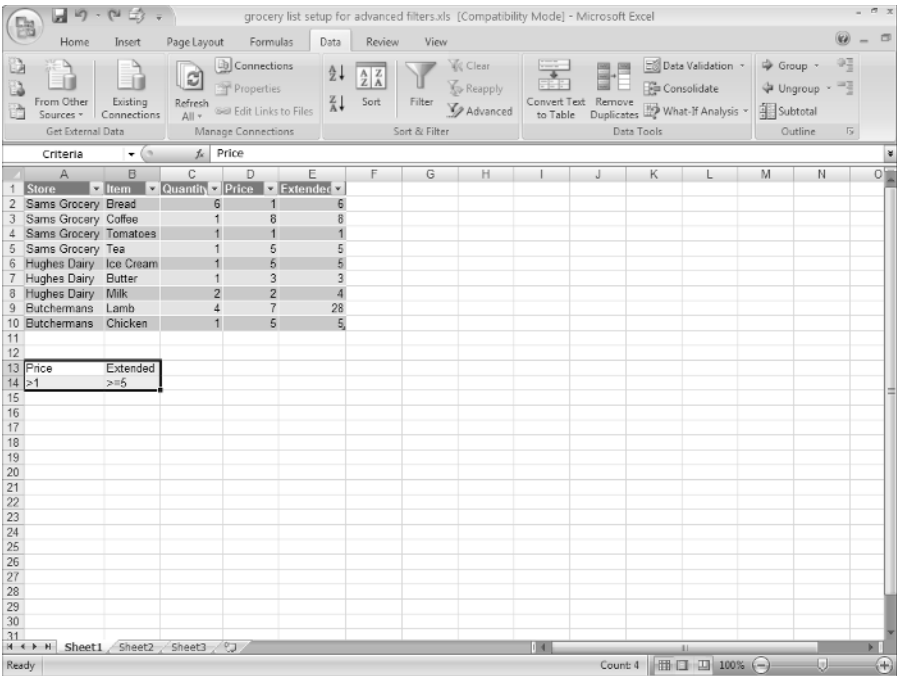 grocery list setup for advanced filters.xls [Compatibility Mode] - Microsoft Excel
Home Insert Page Layout Formulas Data Review View
From Other Sources
Existing Connections
Get External Data
Refresh All
Connections
Properties
Edit Links to Files
Manage Connections
Sort
Filter
Clear
Reapply
Advanced
Sort & Filter
Convert Text to Table
Remove Duplicates
Data Validation
Consolidate
What-If Analysis
Data Tools
Group
Ungroup
Subtotal
Outline
Criteria fx Price
A B C D E F G H I J K L M N O
1 Store Item Quantity Price Extended
2 Sams Grocery Bread 6 1 6
3 Sams Grocery Coffee 1 8 8
4 Sams Grocery Tomatoes 1 1 1
5 Sams Grocery Tea 1 5 5
6 Hughes Dairy Ice Cream 1 5 5
7 Hughes Dairy Butter 1 3 3
8 Hughes Dairy Milk 2 2 4
9 Butchermans Lamb 4 7 28
10 Butchermans Chicken 1 5 5
11
12
13 Price Extended
14 >1 >=5
15
16
17
18
19
20
21
22
23
24
25
26
27
28
29
30
31
Sheet1 Sheet2 Sheet3
Ready Count: 4 100%